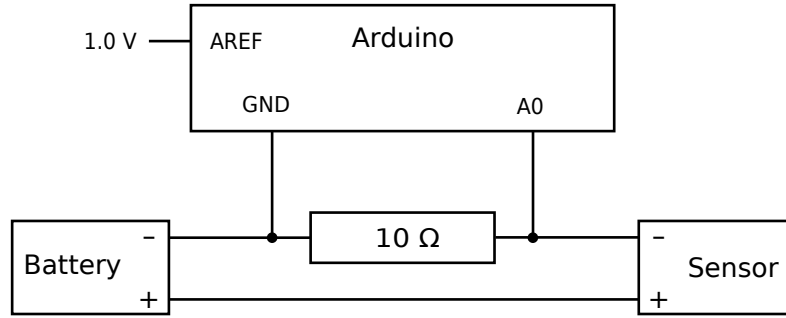 Arduino
1.0 V
AREF
GND
A0
–
10 Ω
–
Battery
Sensor
+
+